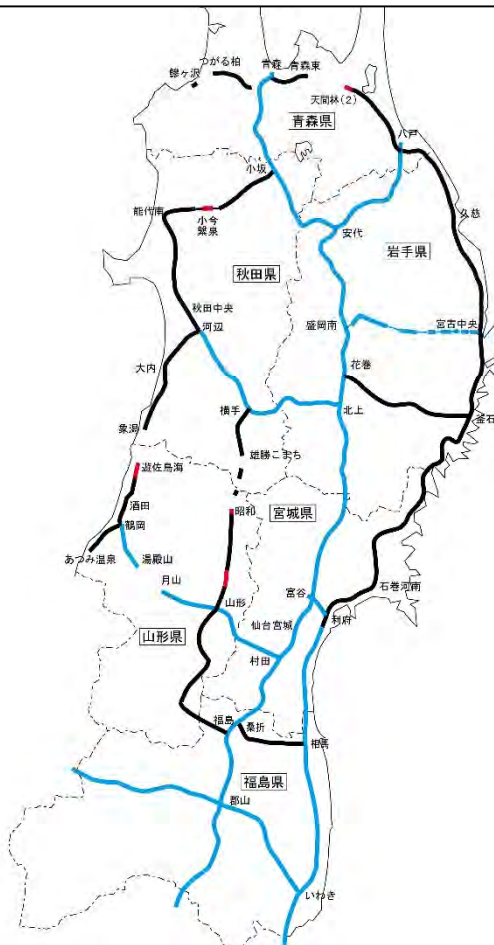 つがる柏
鰺ヶ沢
青森
青森東
天間林(2)
青森県
八戸
小坂
能代南
小今
繋泉
久慈
安代
岩手県
秋田県
秋田中央
河辺
盛岡南
宮古中央
花巻
大内
横手
北上
釜石
象潟
雄勝こまち
遊佐鳥海
昭和
宮城県
酒田
鶴岡
あつみ温泉
湯殿山
月山
富谷
石巻河南
山形
仙台宮城
利府
山形県
村田
福島
桑折
相馬
福島県
郡山
いわき